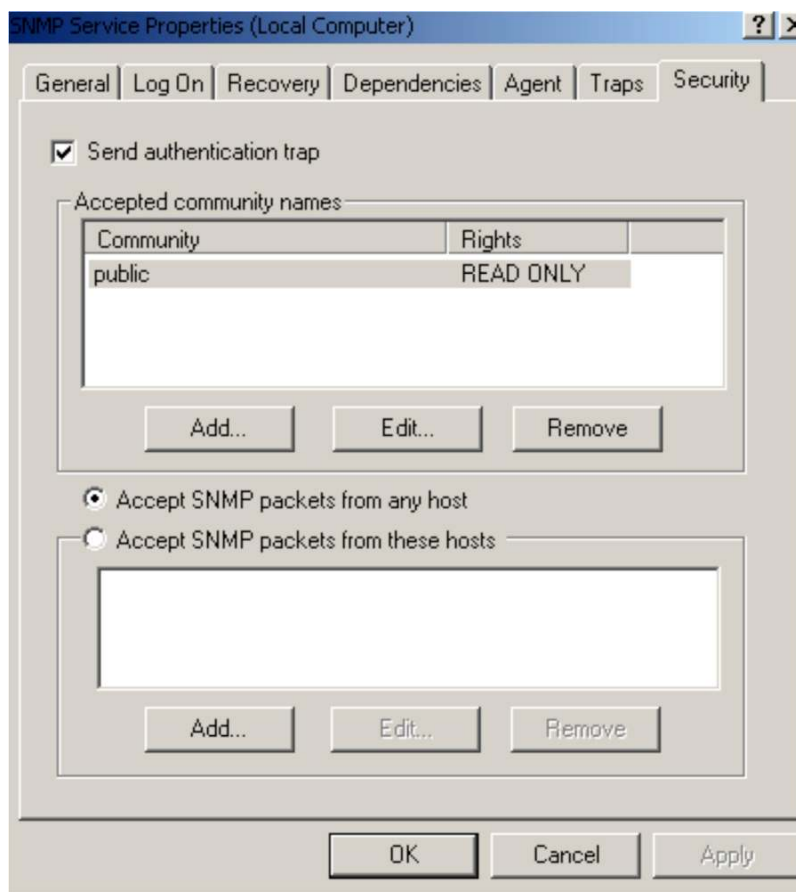 SNMP Service Properties (Local Computer)
General Log On Recovery Dependencies Agent Traps Security
Send authentication trap
Accepted community names
Community Rights
public READ ONLY
Add... Edit... Remove
Accept SNMP packets from any host
Accept SNMP packets from these hosts
Add... Edit... Remove
OK Cancel Apply